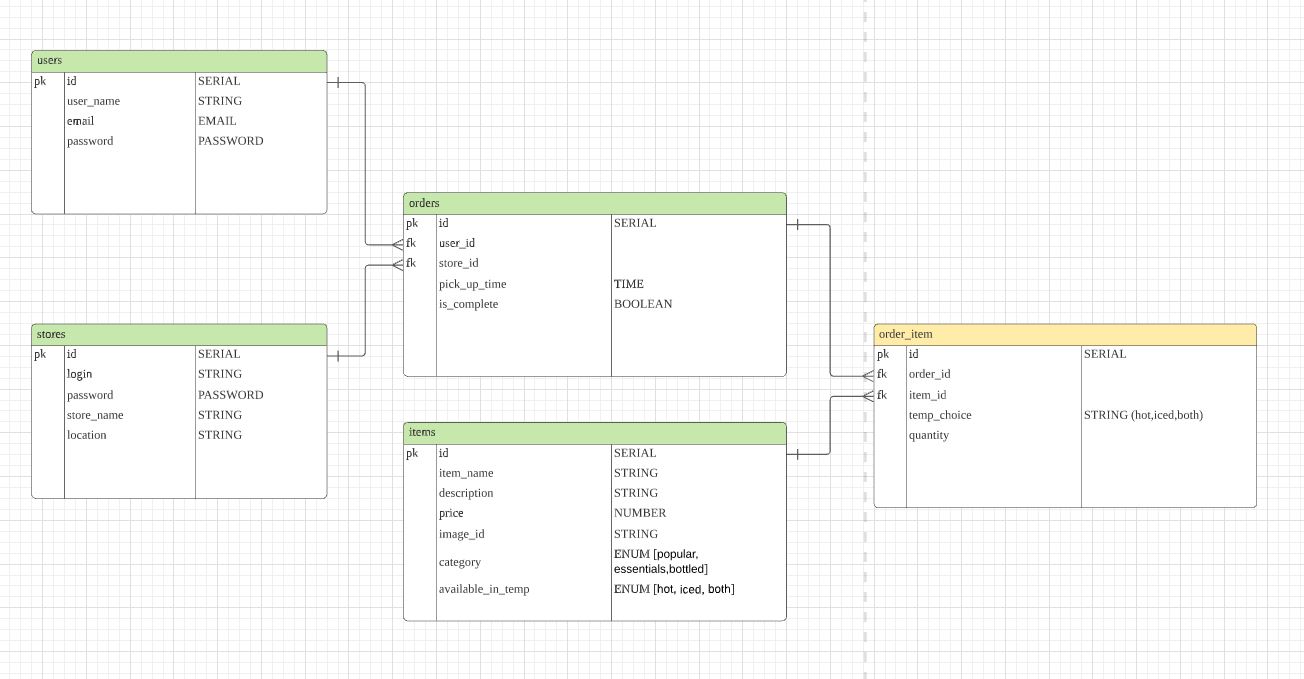 users
pk id SERIAL
user_name STRING
email EMAIL
password PASSWORD
orders
pk id SERIAL
fk user_id
fk store_id
pick_up_time TIME
is_complete BOOLEAN
stores
pk id SERIAL
login STRING
password PASSWORD
store_name STRING
location STRING
order_item
pk id SERIAL
fk order_id
fk item_id
temp_choice STRING (hot,iced,both)
quantity
items
pk id SERIAL
item_name STRING
description STRING
price NUMBER
image_id STRING
category ENUM [popular,
essentials,bottled]
available_in_temp ENUM [hot, iced, both]